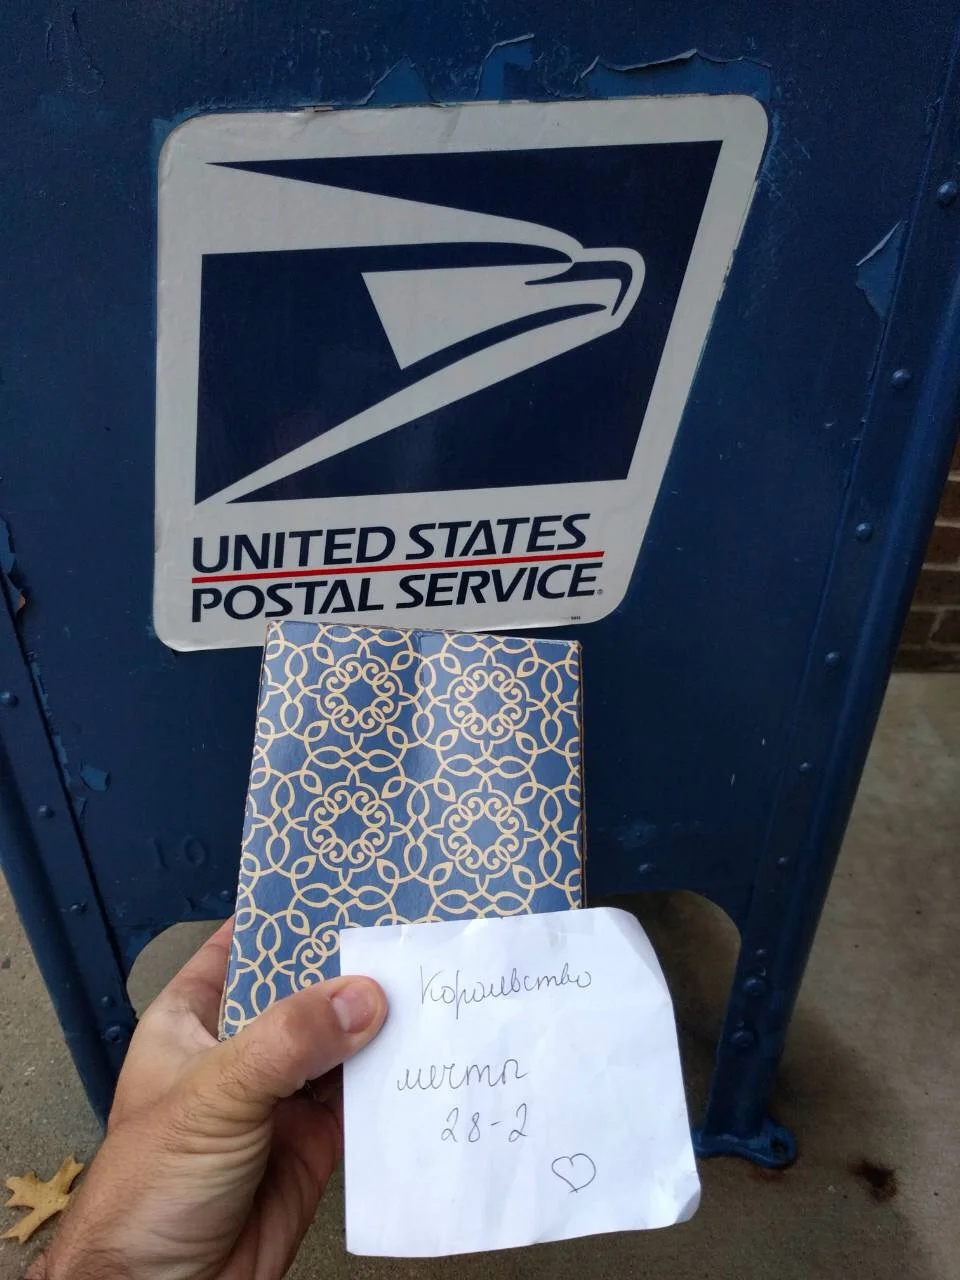 UNITED STATES
POSTAL SERVICE®
Королевство
мечты
28-2